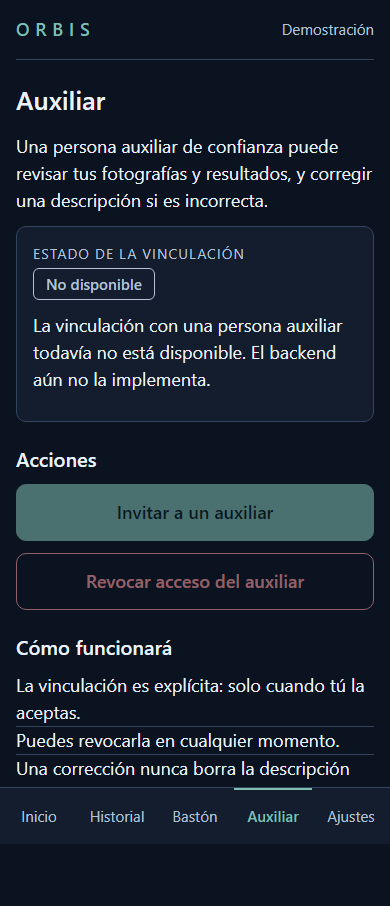 ORBIS
Demostración
Auxiliar
Una persona auxiliar de confianza puede
revisar tus fotografías y resultados, y corregir
una descripción si es incorrecta.
ESTADO DE LA VINCULACIÓN
No disponible
La vinculación con una persona auxiliar
todavía no está disponible. El backend
aún no la implementa.
Acciones
Invitar a un auxiliar
Revocar acceso del auxiliar
Cómo funcionará
La vinculación es explícita: solo cuando tú la
aceptas.
Puedes revocarla en cualquier momento.
Una corrección nunca borra la descripción
Inicio
Historial
Bastón
Auxiliar
Ajustes